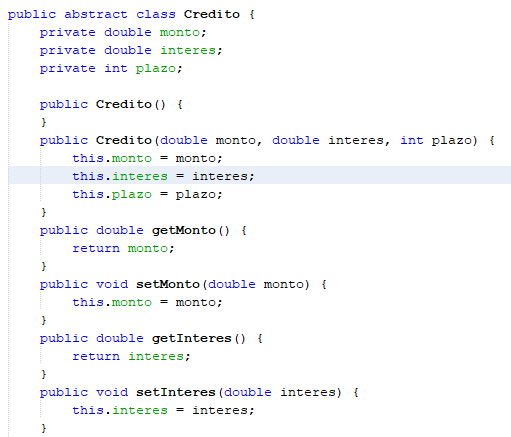 public abstract class Credito {
    private double monto;
    private double interes;
    private int plazo;

    public Credito() {
    }
    public Credito(double monto, double interes, int plazo) {
        this.monto = monto;
        this.interes = interes;
        this.plazo = plazo;
    }
    public double getMonto() {
        return monto;
    }
    public void setMonto(double monto) {
        this.monto = monto;
    }
    public double getInteres() {
        return interes;
    }
    public void setInteres(double interes) {
        this.interes = interes;
    }